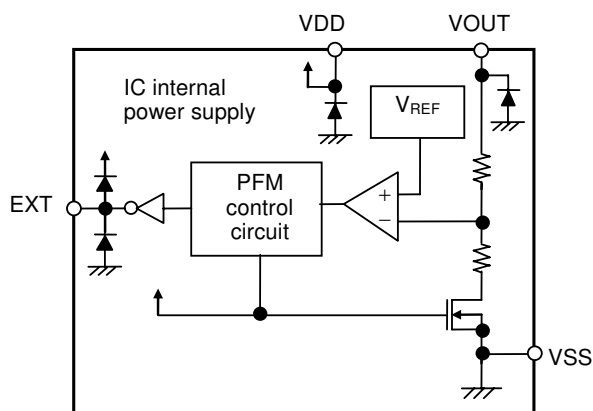 VDD
VOUT
IC internal
power supply
VREF
EXT
PFM
control
circuit
+
−
VSS